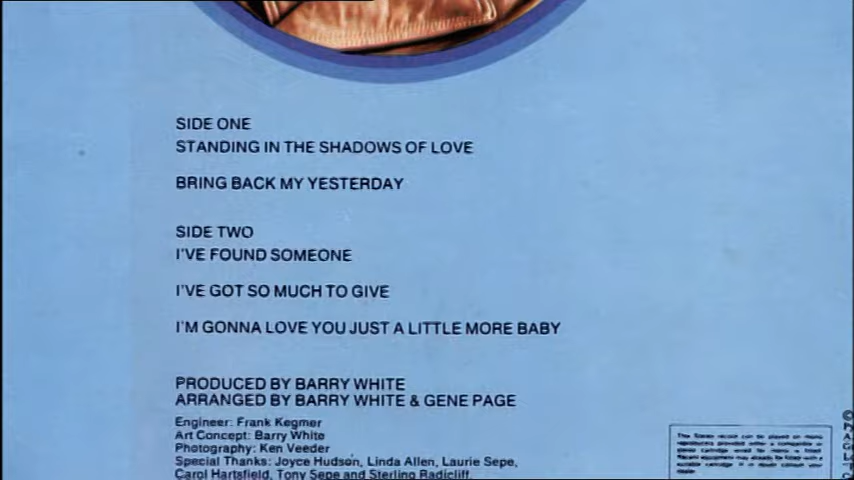 SIDE ONE
STANDING IN THE SHADOWS OF LOVE
BRING BACK MY YESTERDAY
SIDE TWO
I'VE FOUND SOMEONE
I'VE GOT SO MUCH TO GIVE
I'M GONNA LOVE YOU JUST A LITTLE MORE BABY
PRODUCED BY BARRY WHITE
ARRANGED BY BARRY WHITE & GENE PAGE
Engineer: Frank Kegmer
Art Concept: Barry White
Photography: Ken Veeder
Special Thanks: Joyce Hudson, Linda Allen, Laurie Sepe,
Carol Hartsfield, Tony Sepe and Sterling Radicliff.